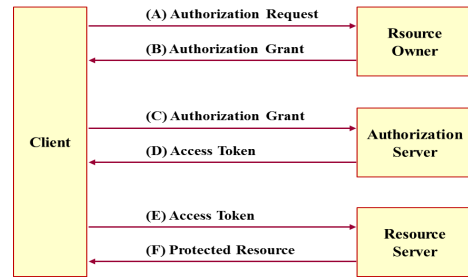 (A) Authorization Request
Rsource
Owner
(B) Authorization Grant
Client
(C) Authorization Grant
Authorization
Server
(D) Access Token
(E) Access Token
Resource
Server
(F) Protected Resource